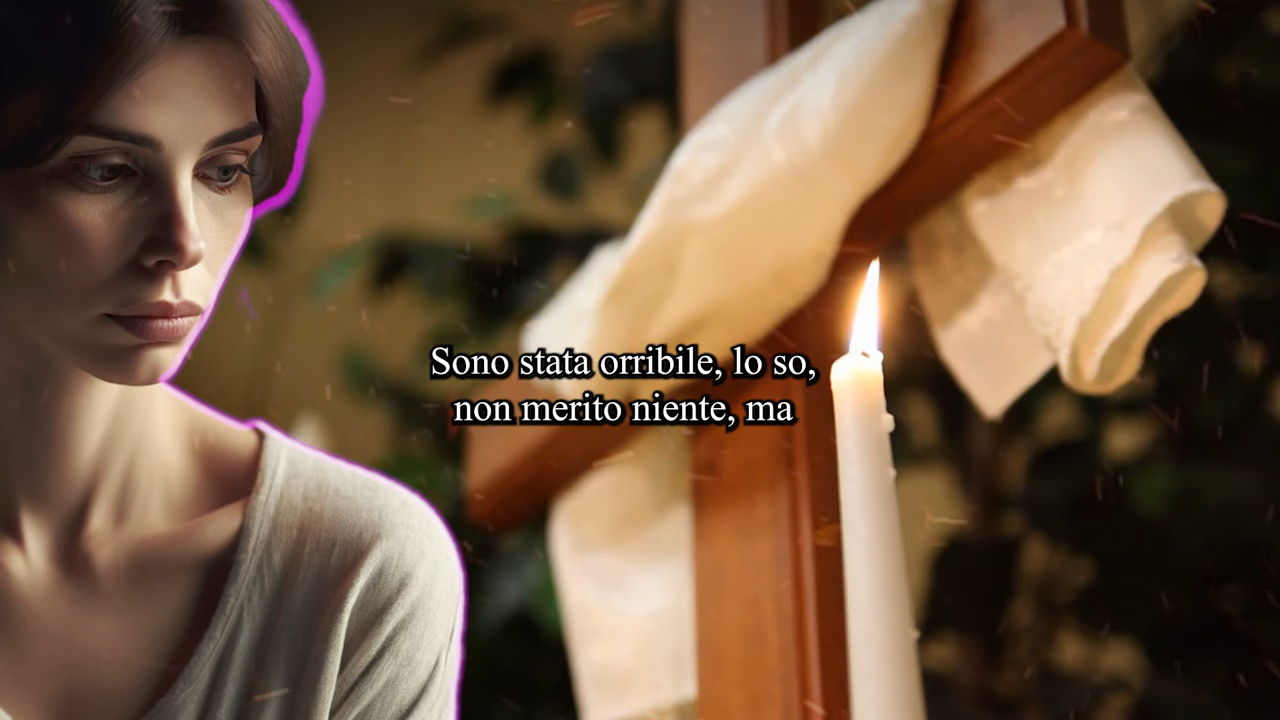 Sono stata orribile, lo so,
non merito niente, ma